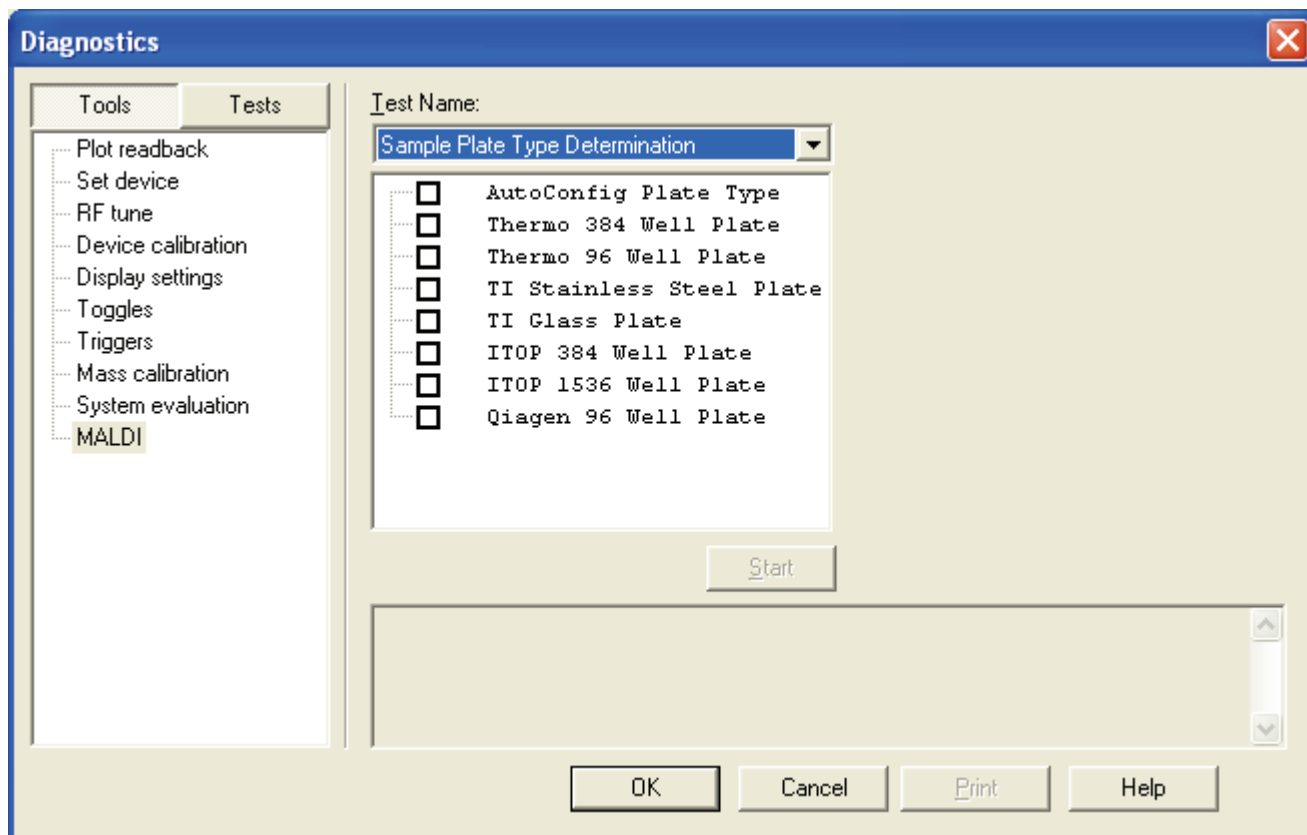 Diagnostics
Tools
Tests
Plot readback
Set device
RF tune
Device calibration
Display settings
Toggles
Triggers
Mass calibration
System evaluation
MALDI
Test Name:
Sample Plate Type Determination
AutoConfig Plate Type
Thermo 384 Well Plate
Thermo 96 Well Plate
TI Stainless Steel Plate
TI Glass Plate
ITOP 384 Well Plate
ITOP 1536 Well Plate
Qiagen 96 Well Plate
Start
OK
Cancel
Print
Help